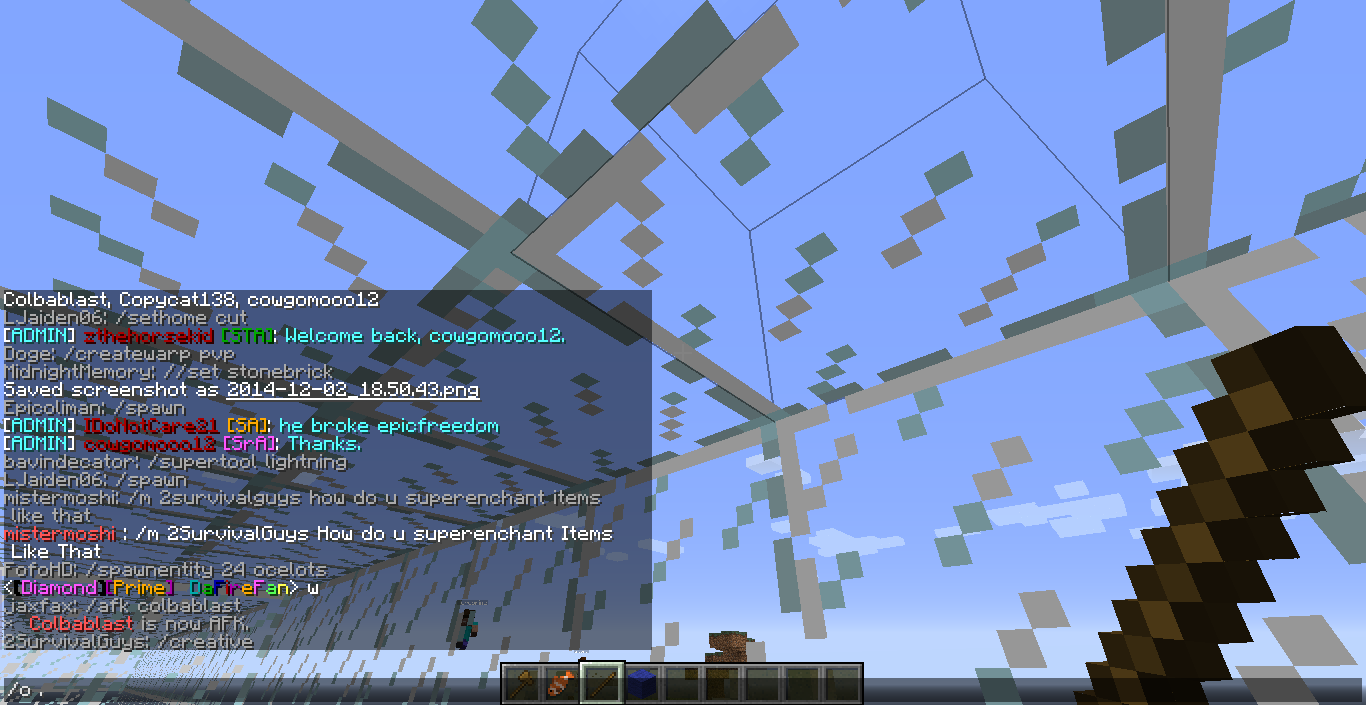 Colbablast, Copycat138, cowgomooo12
LJaiden06: /sethome cut
[ADMIN] zthehorsekid [STA]: Welcome back, cowgomooo12.
Doge: /createwarp pvp
MidnightMemory: //set stonebrick
Saved screenshot as 2014-12-02_18.50.43.png
Epicoliman: /spawn
[ADMIN] IDoNotCare31 [SA]: he broke epicfreedom
[ADMIN] cowgomooo12 [SrA]: Thanks.
bavindecator: /supertool lightning
LJaiden06: /spawn
mistermoshi: /m 2survivalguys how do u superenchant items
like that
mistermoshi : /m 2SurvivalGuys How do u superenchant Items
Like That
FofoHD: /spawnentity 24 ocelots
<[Diamond][Prime] DeFireFan> w
jaxfax: /afk colbablast
* Colbablast is now AFK.
2SurvivalGuys: /creative
/o .